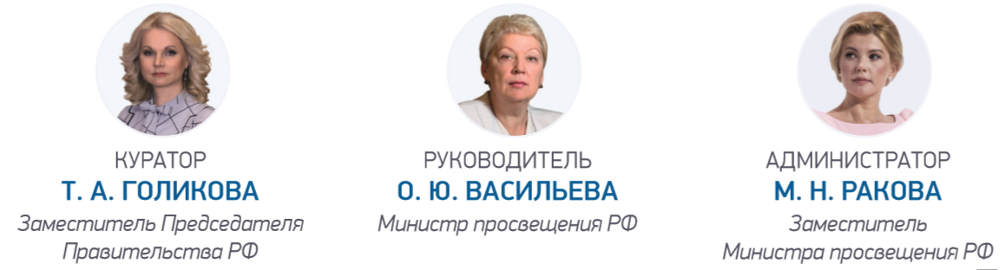 КУРАТОР
Т. А. ГОЛИКОВА
Заместитель Председателя
Правительства РФ
РУКОВОДИТЕЛЬ
О. Ю. ВАСИЛЬЕВА
Министр просвещения РФ
АДМИНИСТРАТОР
М. Н. РАКОВА
Заместитель
Министра просвещения РФ